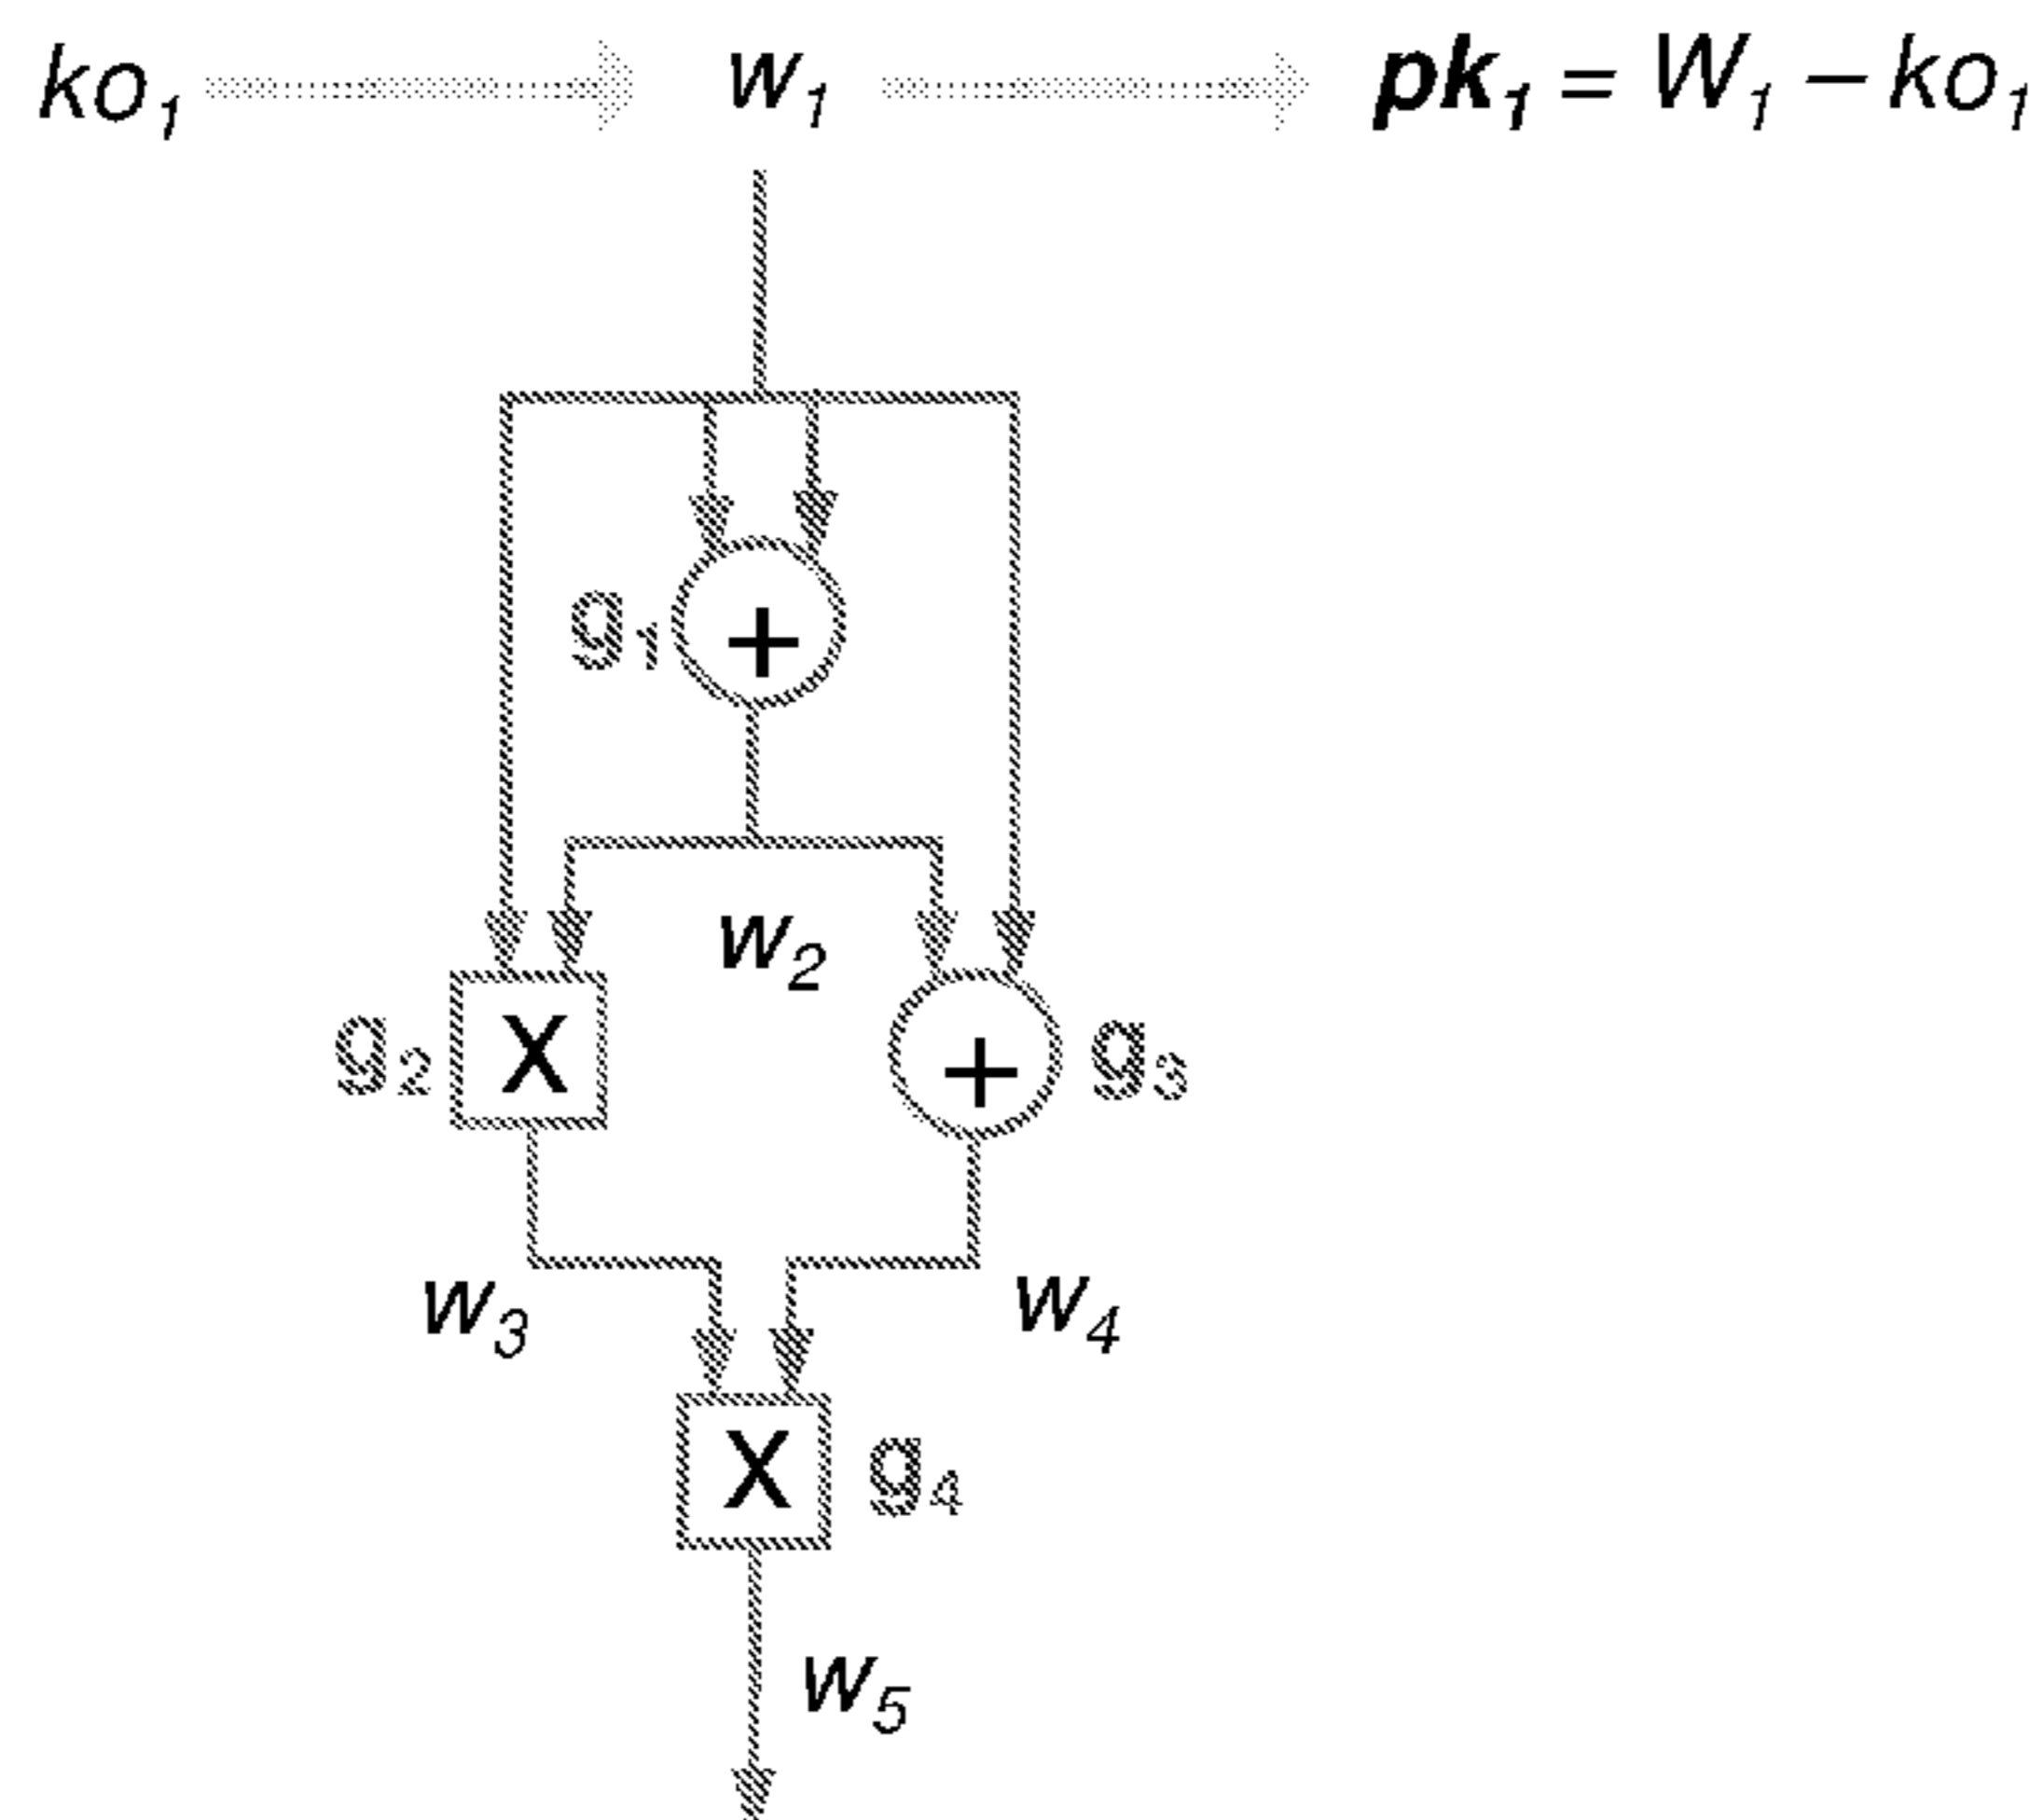 ko₁ w₁ pk₁ = W₁ – ko₁
g₁ +
w₂
g₂ X + g₃
w₃ w₄
X g₄
w₅